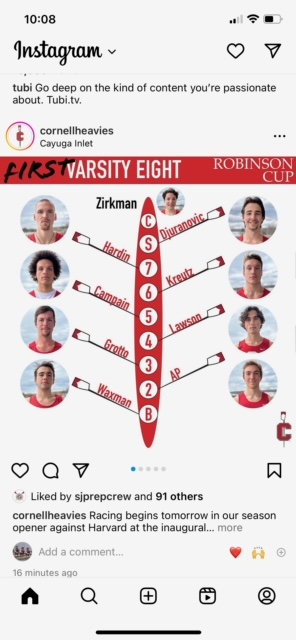 10:08
Instagram
tubi Go deep on the kind of content you're passionate
about. Tubi.tv.
cornellheavies
Cayuga Inlet
FIRST VARSITY EIGHT
ROBINSON
CUP
Zirkman
C
S
Djuranovic
Hardin
7
6
Kreutz
Campain
5
4
Lawson
Grotto
3
2
AP
Waxman
B
C
Liked by sjprepcrew and 91 others
cornellheavies Racing begins tomorrow in our season
opener against Harvard at the inaugural... more
Add a comment...
16 minutes ago